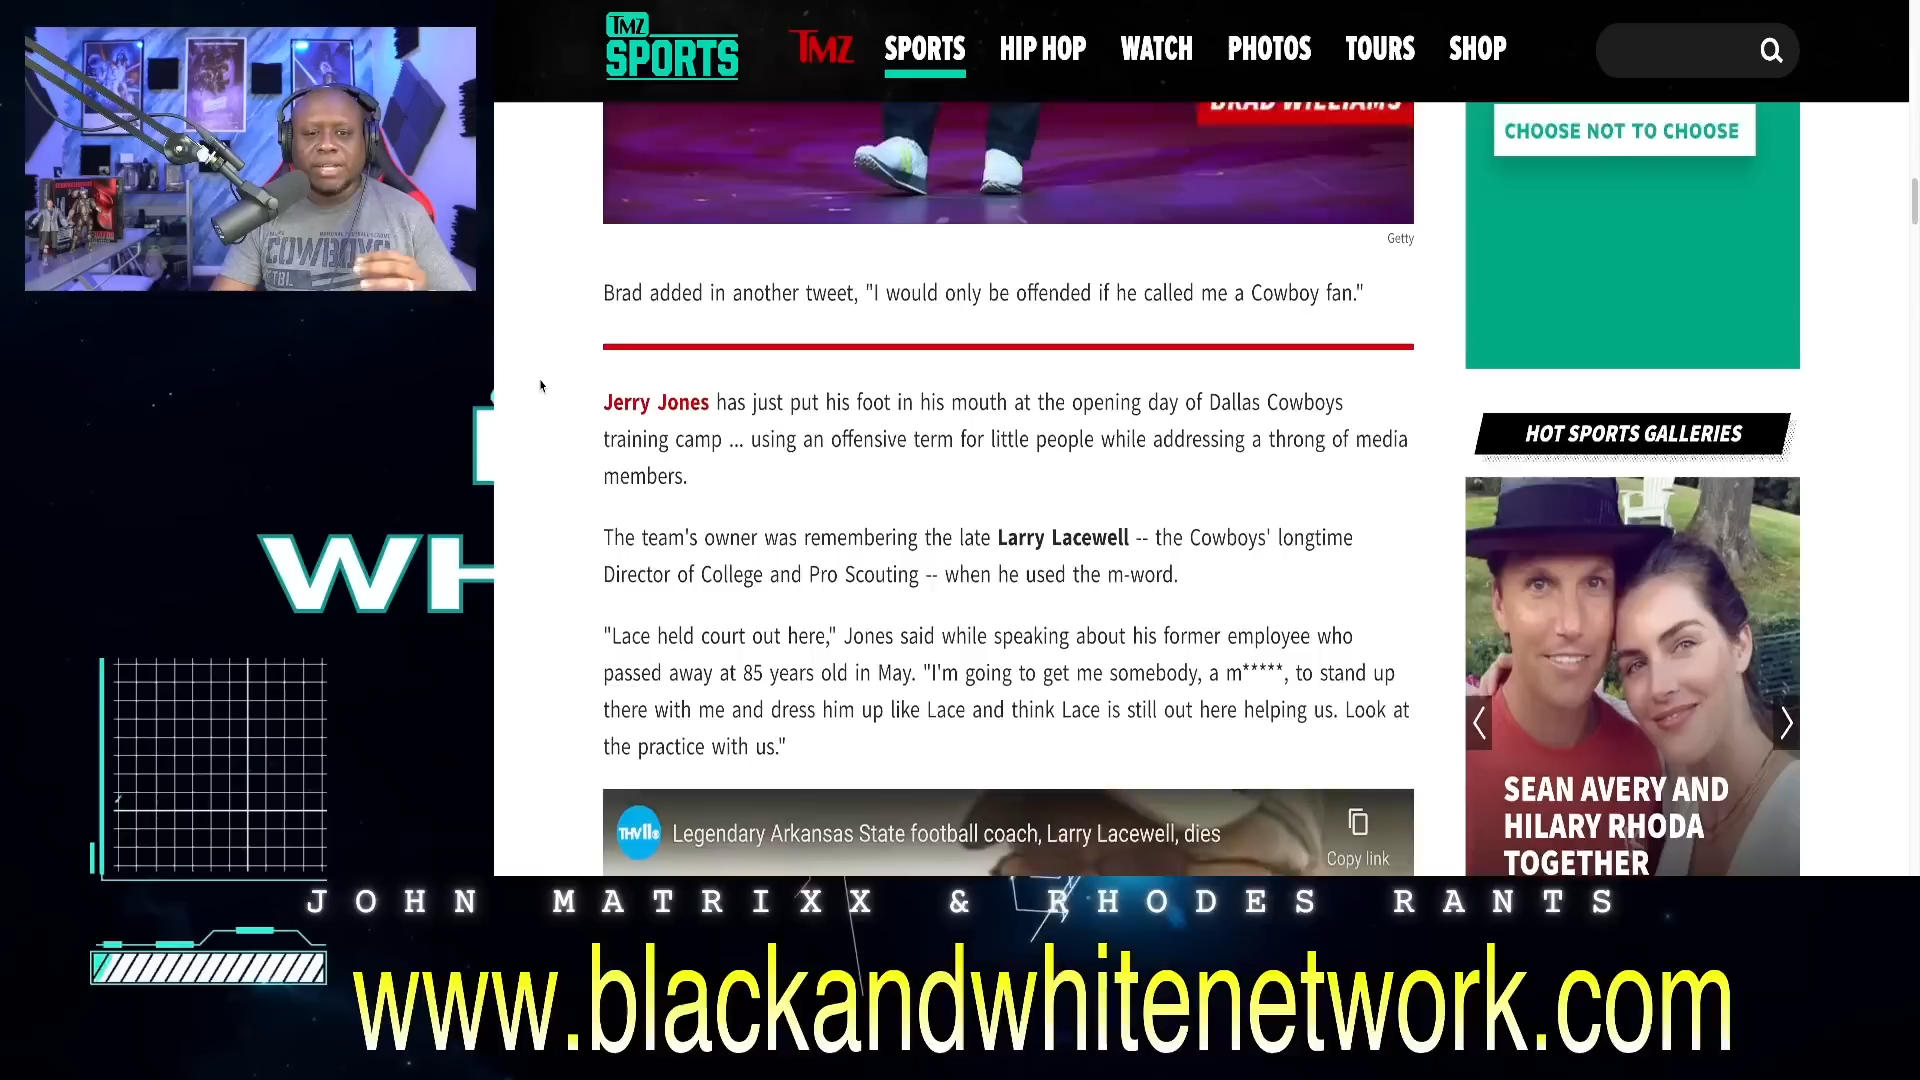 TMZ
SPORTS
TMZ SPORTS HIP HOP WATCH PHOTOS TOURS SHOP
BRAD WILLIAMS
CHOOSE NOT TO CHOOSE
Getty
COWBOYS
Brad added in another tweet, "I would only be offended if he called me a Cowboy fan."
Jerry Jones has just put his foot in his mouth at the opening day of Dallas Cowboys
training camp ... using an offensive term for little people while addressing a throng of media
members.
HOT SPORTS GALLERIES
The team's owner was remembering the late Larry Lacewell -- the Cowboys' longtime
Director of College and Pro Scouting -- when he used the m-word.
WH
"Lace held court out here," Jones said while speaking about his former employee who
passed away at 85 years old in May. "I'm going to get me somebody, a m*****, to stand up
there with me and dress him up like Lace and think Lace is still out here helping us. Look at
the practice with us."
SEAN AVERY AND
HILARY RHODA
TOGETHER
THV11
Legendary Arkansas State football coach, Larry Lacewell, dies
Copy link
JOHN MATRIXX & RHODES RANTS
www.blackandwhitenetwork.com